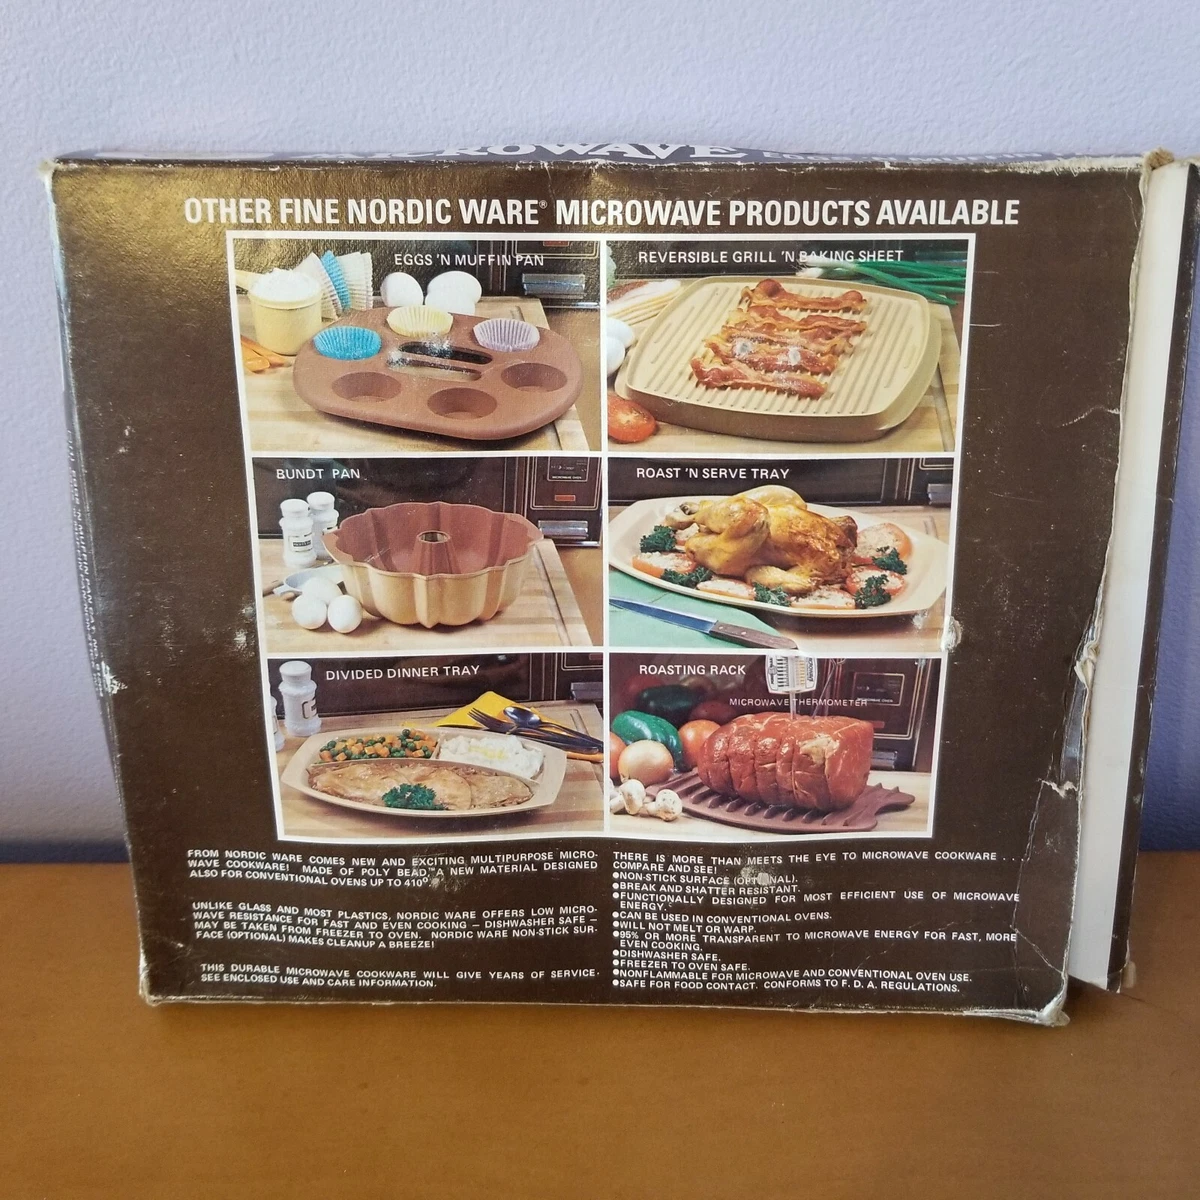 MICROWAVE
OTHER FINE NORDIC WARE® MICROWAVE PRODUCTS AVAILABLE
EGGS 'N MUFFIN PAN
REVERSIBLE GRILL 'N BAKING SHEET
BUNDT PAN
ROAST 'N SERVE TRAY
DIVIDED DINNER TRAY
ROASTING RACK
MICROWAVE THERMOMETER
FROM NORDIC WARE COMES NEW AND EXCITING MULTIPURPOSE MICRO-
WAVE COOKWARE! MADE OF POLY BEAD,™ A NEW MATERIAL DESIGNED
ALSO FOR CONVENTIONAL OVENS UP TO 410°
UNLIKE GLASS AND MOST PLASTICS, NORDIC WARE OFFERS LOW MICRO-
WAVE RESISTANCE FOR FAST AND EVEN COOKING – DISHWASHER SAFE –
MAY BE TAKEN FROM FREEZER TO OVEN. NORDIC WARE NON-STICK SUR-
FACE (OPTIONAL) MAKES CLEANUP A BREEZE!
THIS DURABLE MICROWAVE COOKWARE WILL GIVE YEARS OF SERVICE.
SEE ENCLOSED USE AND CARE INFORMATION.
THERE IS MORE THAN MEETS THE EYE TO MICROWAVE COOKWARE . . .
COMPARE AND SEE!
●NON-STICK SURFACE (OPTIONAL).
●BREAK AND SHATTER RESISTANT.
●FUNCTIONALLY DESIGNED FOR MOST EFFICIENT USE OF MICROWAVE
ENERGY.
●CAN BE USED IN CONVENTIONAL OVENS.
●WILL NOT MELT OR WARP.
●95% OR MORE TRANSPARENT TO MICROWAVE ENERGY FOR FAST, MORE
EVEN COOKING.
●DISHWASHER SAFE.
●FREEZER TO OVEN SAFE.
●NONFLAMMABLE FOR MICROWAVE AND CONVENTIONAL OVEN USE.
●SAFE FOR FOOD CONTACT. CONFORMS TO F. D. A. REGULATIONS.